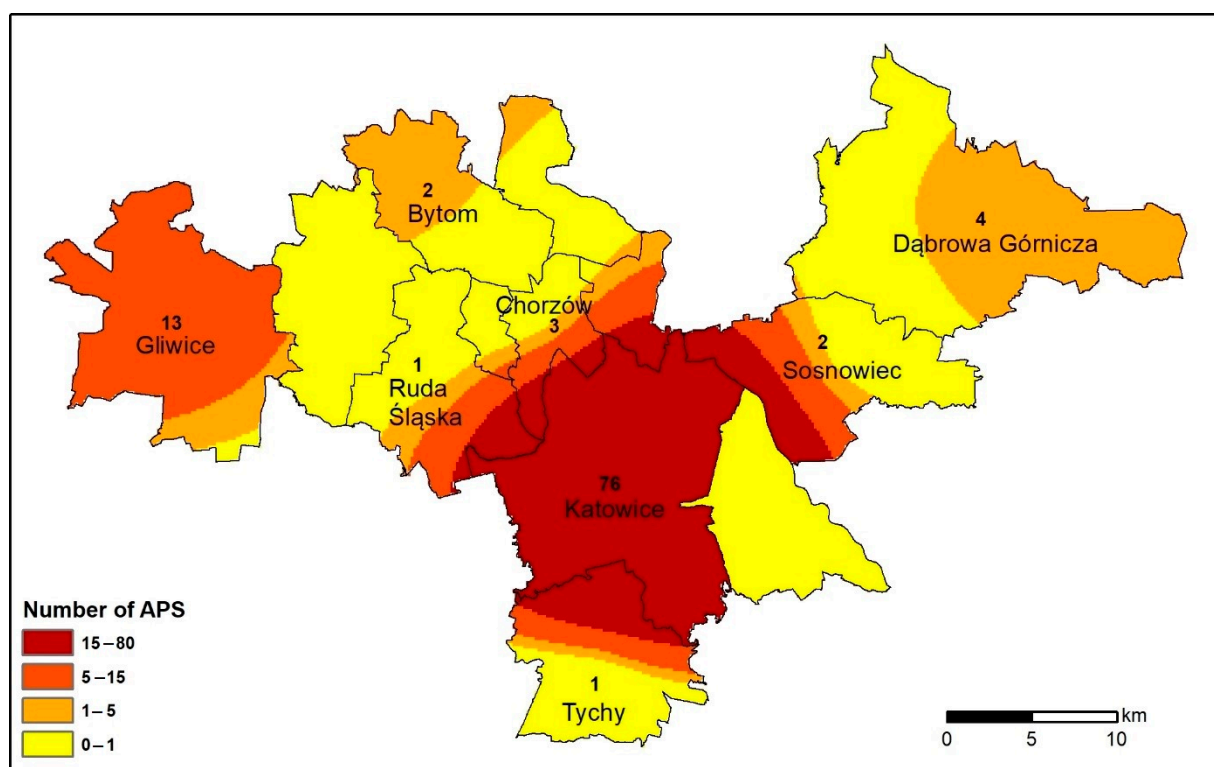 2
Bytom
4
Dąbrowa Górnicza
Chorzów
3
13
Gliwice
1
Ruda
Śląska
2
Sosnowiec
76
Katowice
1
Tychy
Number of APS
15–80
5–15
1–5
0–1
km
0 5 10